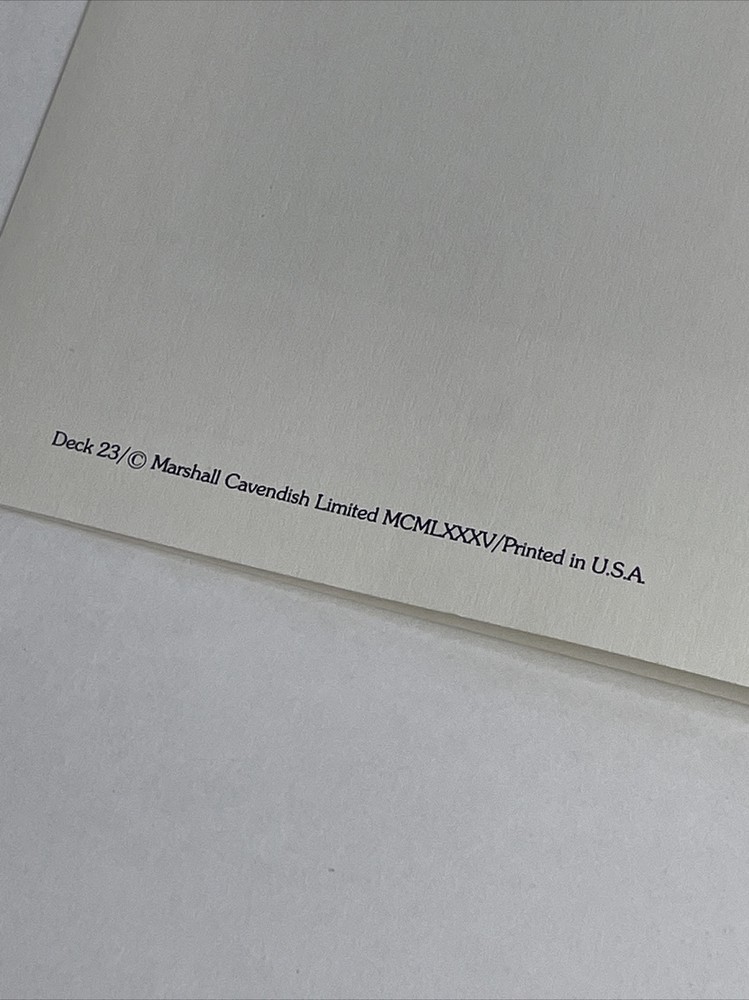 Deck 23/© Marshall Cavendish Limited MCMLXXXV/Printed in U.S.A.